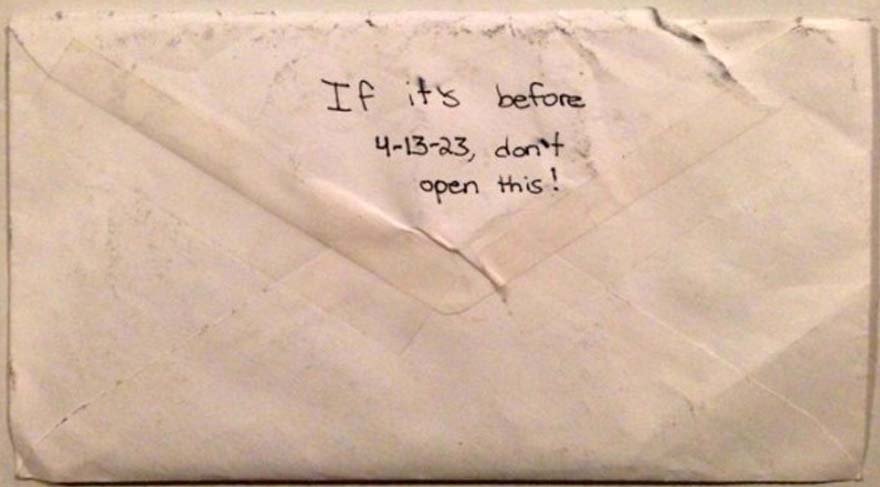 If it's before
4-13-23, don't
open this!